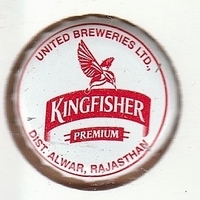 UNITED BREWERIES LTD.,
KINGFISHER
PREMIUM
DIST. ALWAR, RAJASTHAN